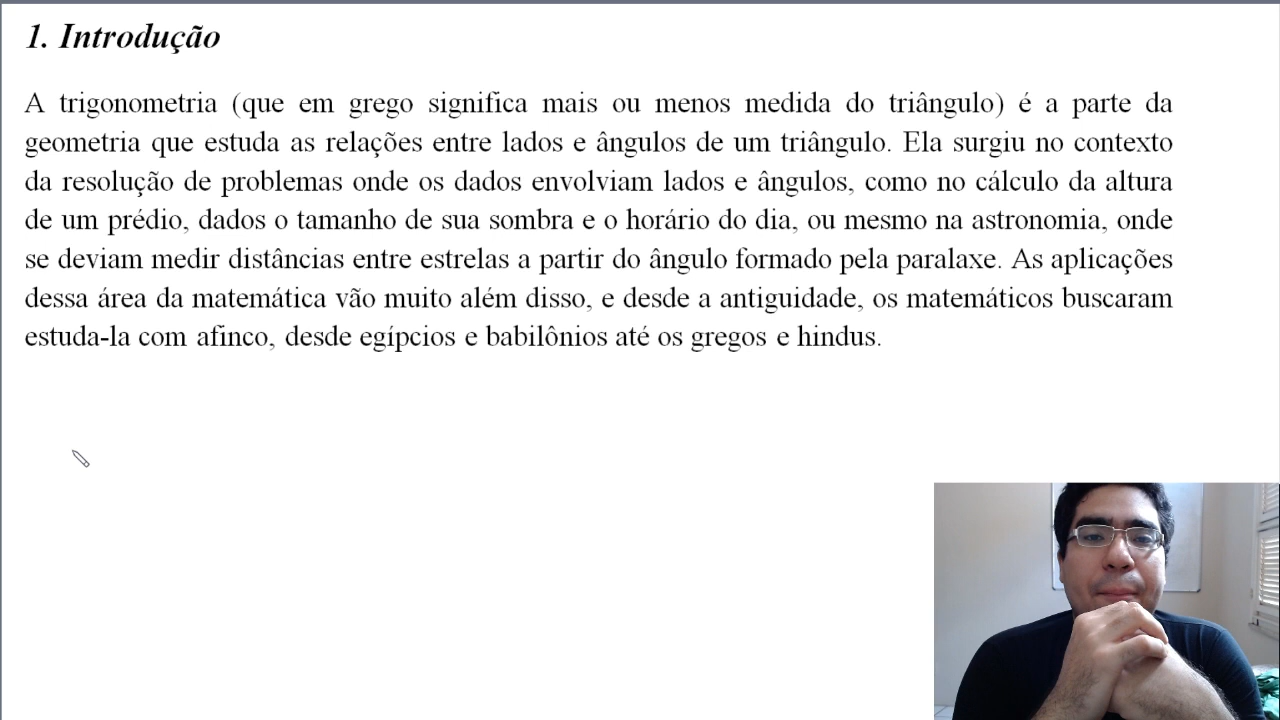 1. Introdução
A trigonometria (que em grego significa mais ou menos medida do triângulo) é a parte da
geometria que estuda as relações entre lados e ângulos de um triângulo. Ela surgiu no contexto
da resolução de problemas onde os dados envolviam lados e ângulos, como no cálculo da altura
de um prédio, dados o tamanho de sua sombra e o horário do dia, ou mesmo na astronomia, onde
se deviam medir distâncias entre estrelas a partir do ângulo formado pela paralaxe. As aplicações
dessa área da matemática vão muito além disso, e desde a antiguidade, os matemáticos buscaram
estuda-la com afinco, desde egípcios e babilônios até os gregos e hindus.